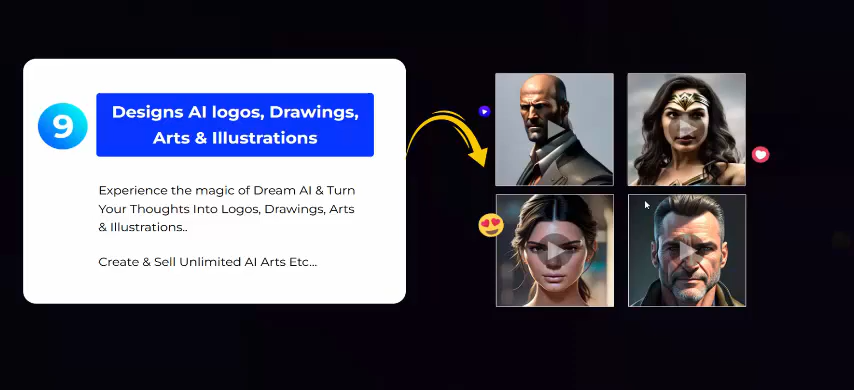 9
Designs AI logos, Drawings,
Arts & Illustrations
Experience the magic of Dream AI & Turn
Your Thoughts Into Logos, Drawings, Arts
& Illustrations..
Create & Sell Unlimited AI Arts Etc...